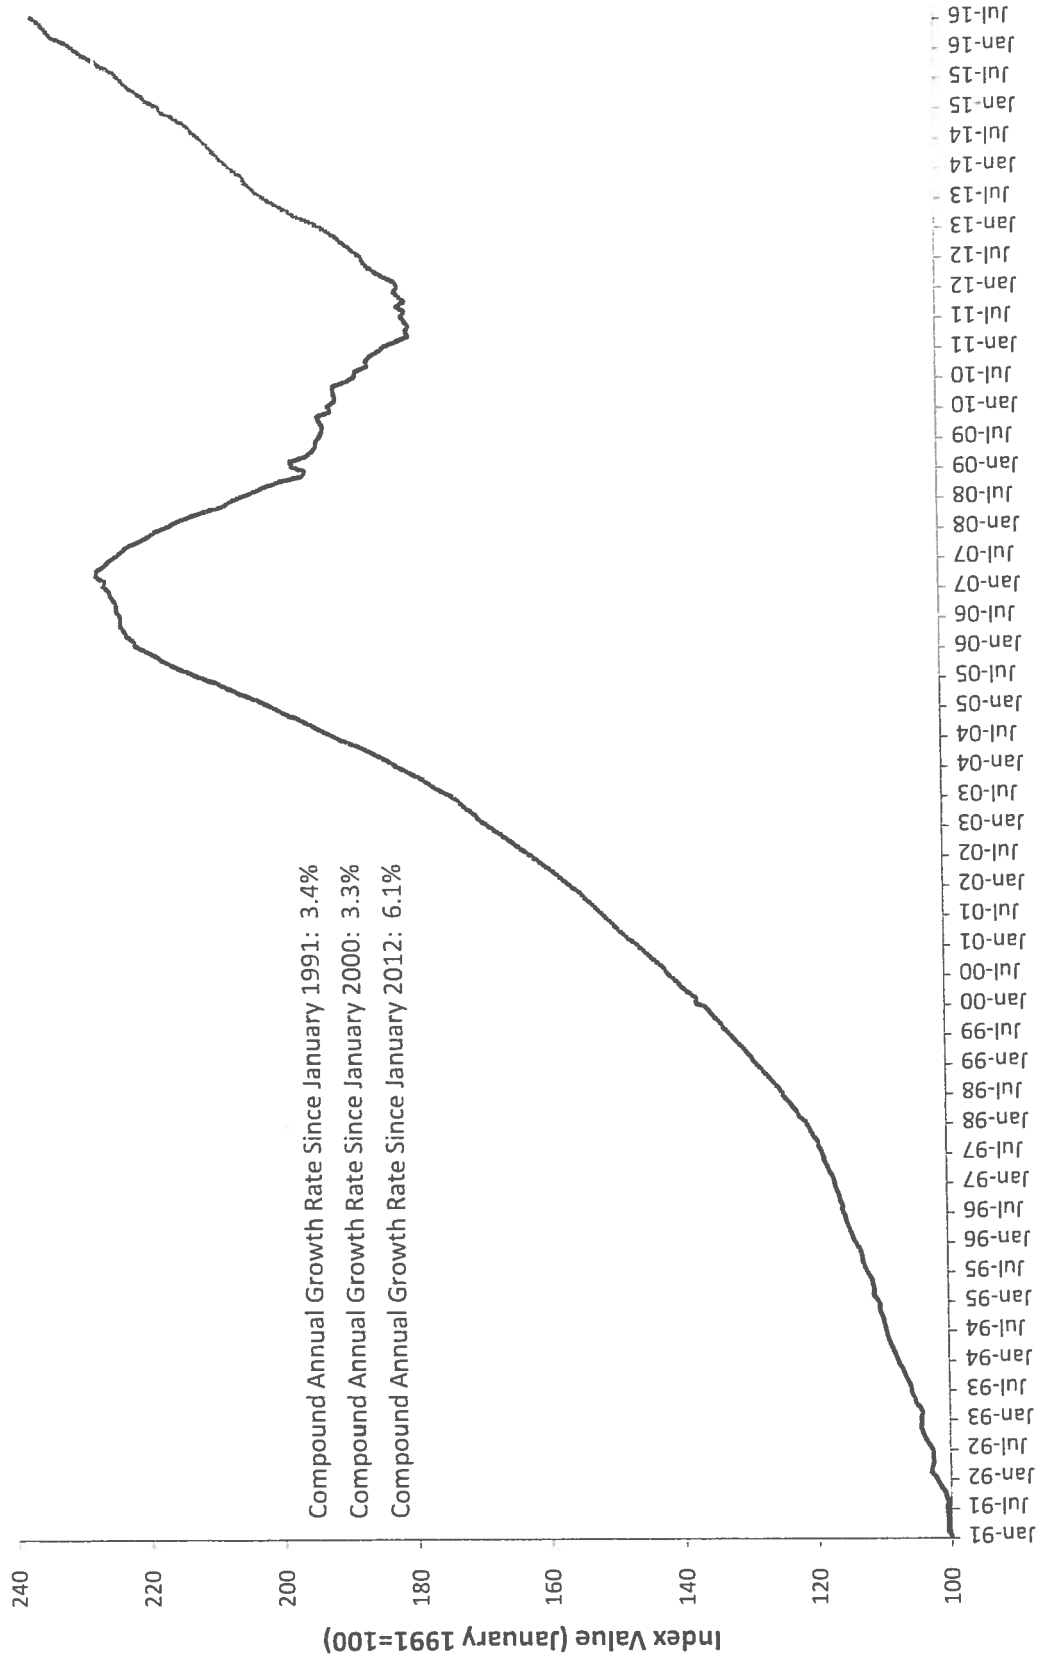 240
220
200
180
160
140
120
100
Index Value (January 1991=100)
Compound Annual Growth Rate Since January 1991: 3.4%
Compound Annual Growth Rate Since January 2000: 3.3%
Compound Annual Growth Rate Since January 2012: 6.1%
Jan-91
Jul-91
Jan-92
Jul-92
Jan-93
Jul-93
Jan-94
Jul-94
Jan-95
Jul-95
Jan-96
Jul-96
Jan-97
Jul-97
Jan-98
Jul-98
Jan-99
Jul-99
Jan-00
Jul-00
Jan-01
Jul-01
Jan-02
Jul-02
Jan-03
Jul-03
Jan-04
Jul-04
Jan-05
Jul-05
Jan-06
Jul-06
Jan-07
Jul-07
Jan-08
Jul-08
Jan-09
Jul-09
Jan-10
Jul-10
Jan-11
Jul-11
Jan-12
Jul-12
Jan-13
Jul-13
Jan-14
Jul-14
Jan-15
Jul-15
Jan-16
Jul-16